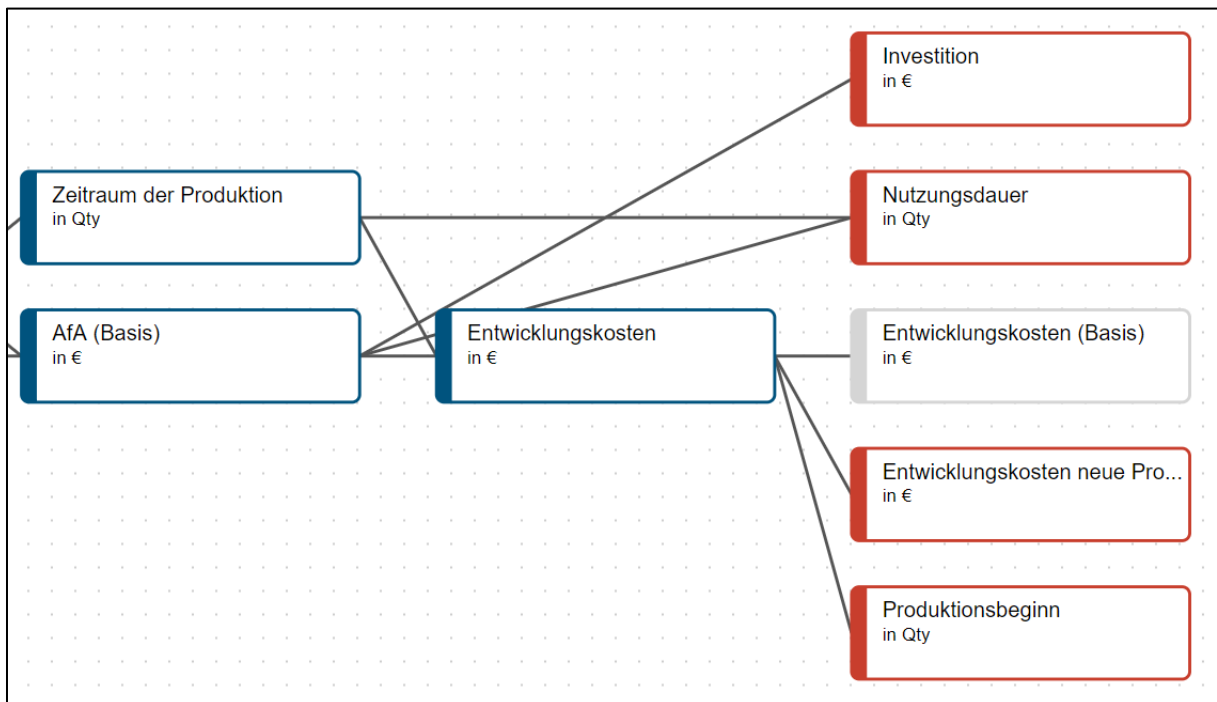 Investition
in €
Zeitraum der Produktion
in Qty
Nutzungsdauer
in Qty
AfA (Basis)
in €
Entwicklungskosten
in €
Entwicklungskosten (Basis)
in €
Entwicklungskosten neue Pro...
in €
Produktionsbeginn
in Qty